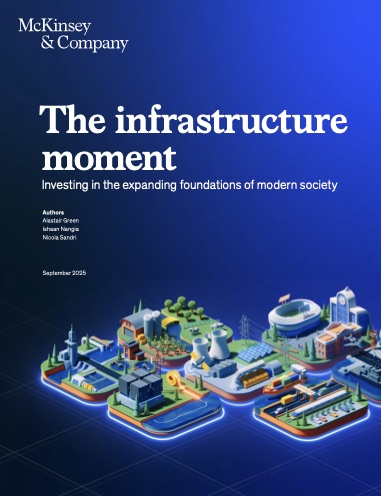 McKinsey
& Company
The infrastructure
moment
Investing in the expanding foundations of modern society
Authors
Alastair Green
Ishaan Nangia
Nicola Sandri
September 2025